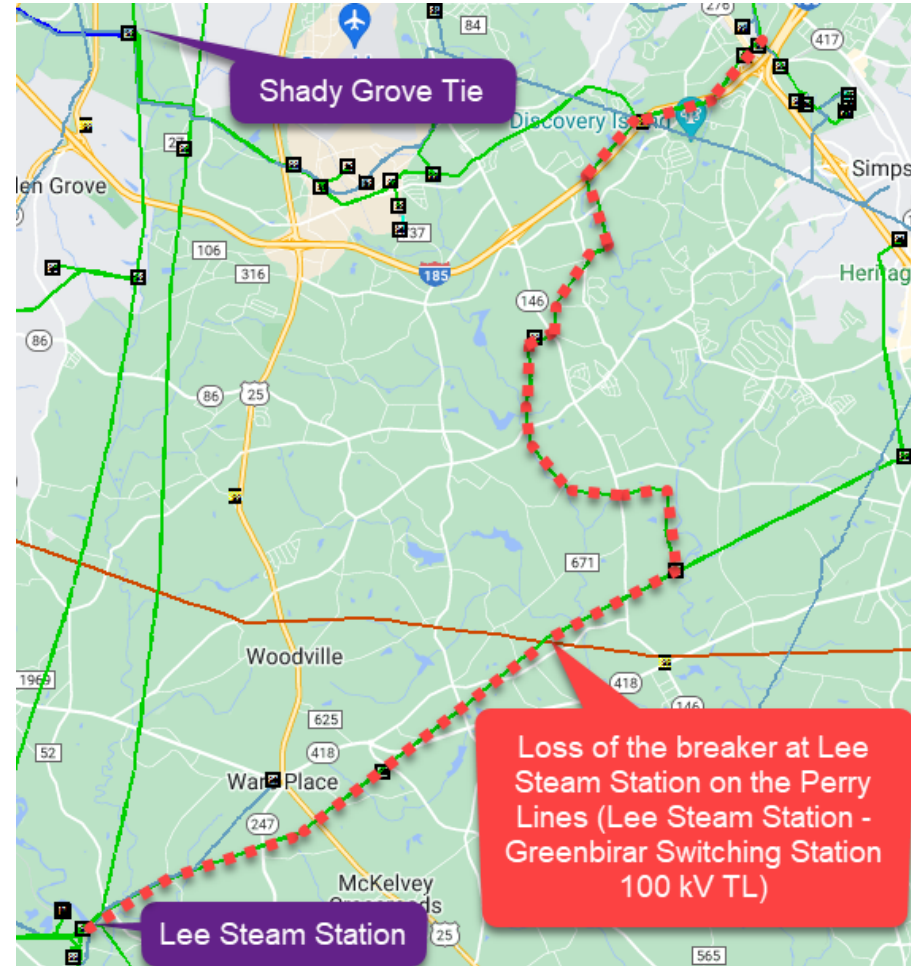 276
84
417
Shady Grove Tie
Discovery Island
27
Simps
len Grove
37
106
185
316
Heritag
146
86
86
25
671
Woodville
1969
418
146
625
52
418
Loss of the breaker at Lee
Steam Station on the Perry
Lines (Lee Steam Station -
Greenbirar Switching Station
100 kV TL)
Ware Place
247
McKelvey
Lee Steam Station
25
565